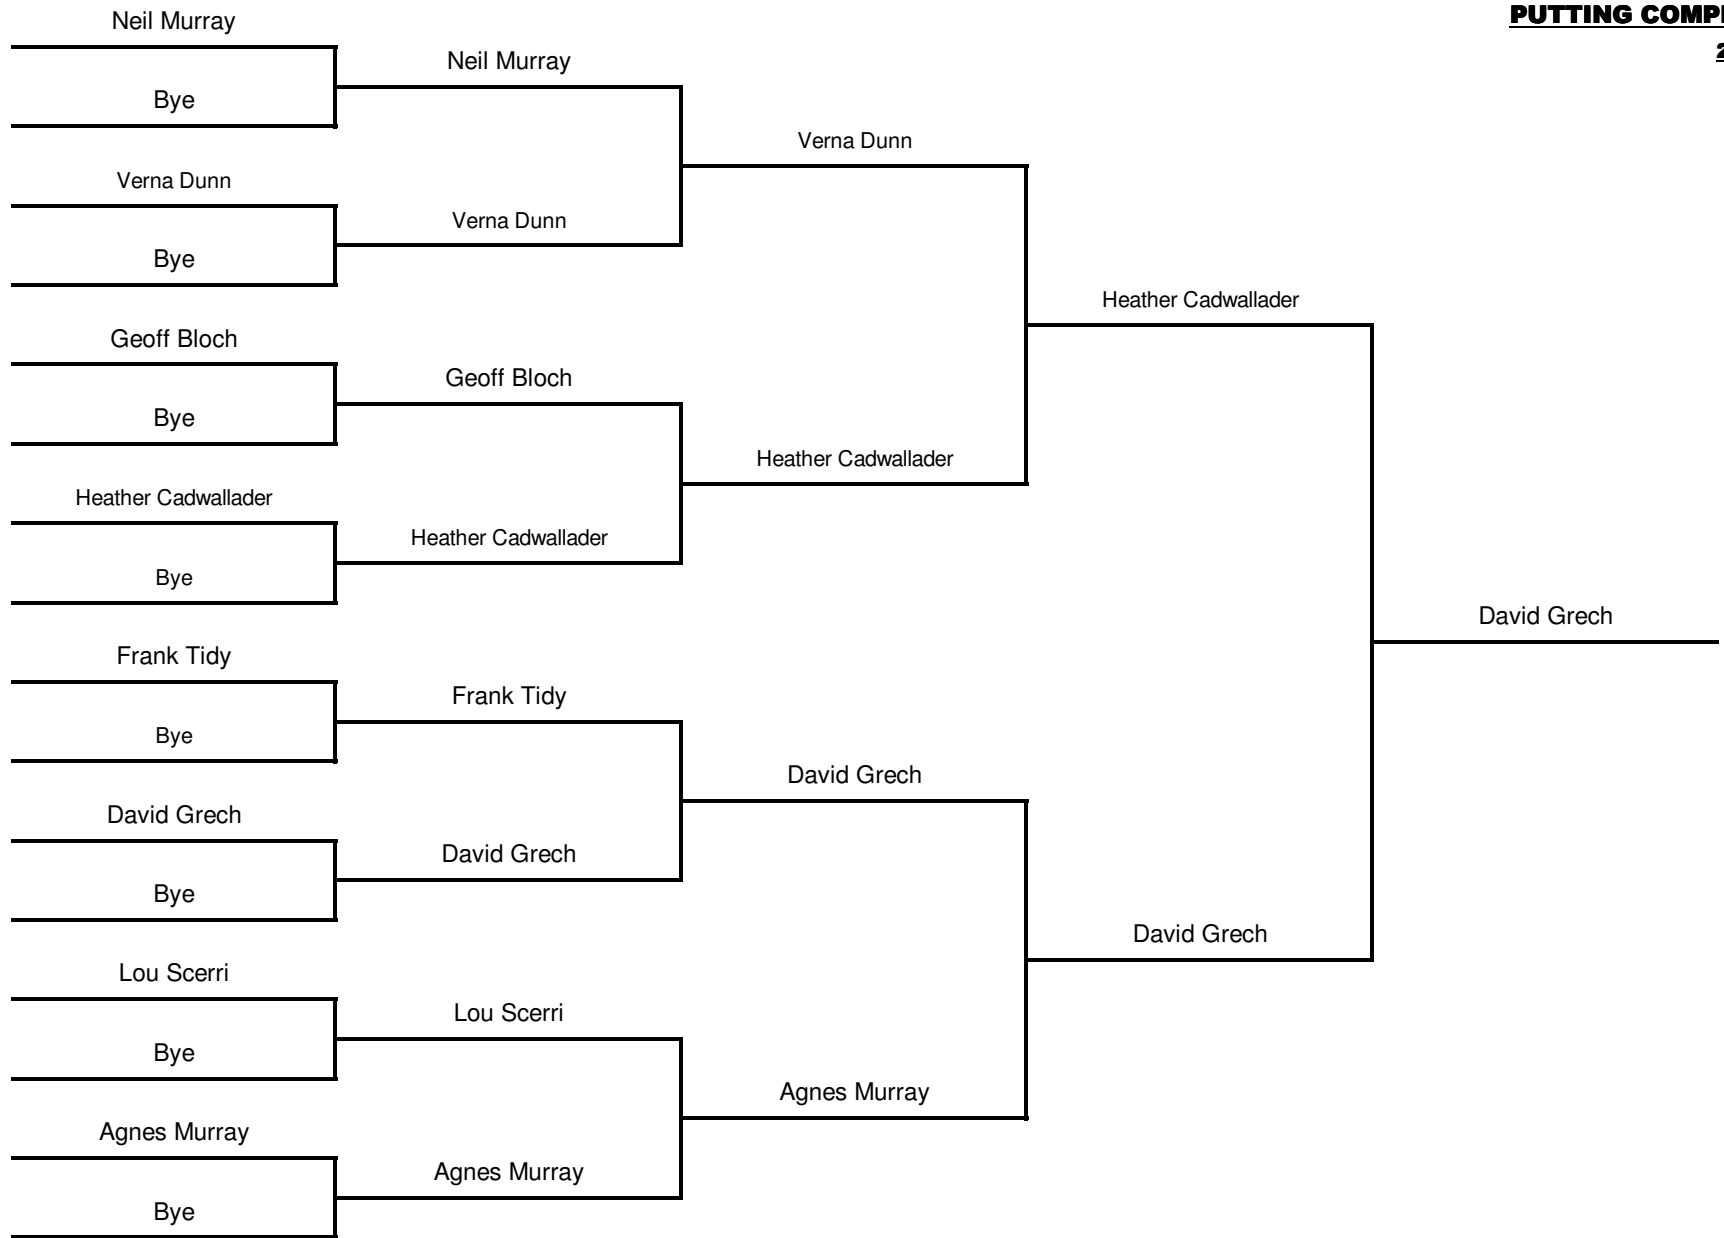 PUTTING
Neil Murray
Bye
Verna Dunn
Bye
Geoff Bloch
Bye
Heather Cadwallader
Bye
Frank Tidy
Bye
David Grech
Bye
Lou Scerri
Bye
Agnes Murray
Bye
Neil Murray
Verna Dunn
Geoff Bloch
Heather Cadwallader
Frank Tidy
David Grech
Lou Scerri
Agnes Murray
Verna Dunn
Heather Cadwallader
David Grech
Agnes Murray
Heather Cadwallader
David Grech
David Grech